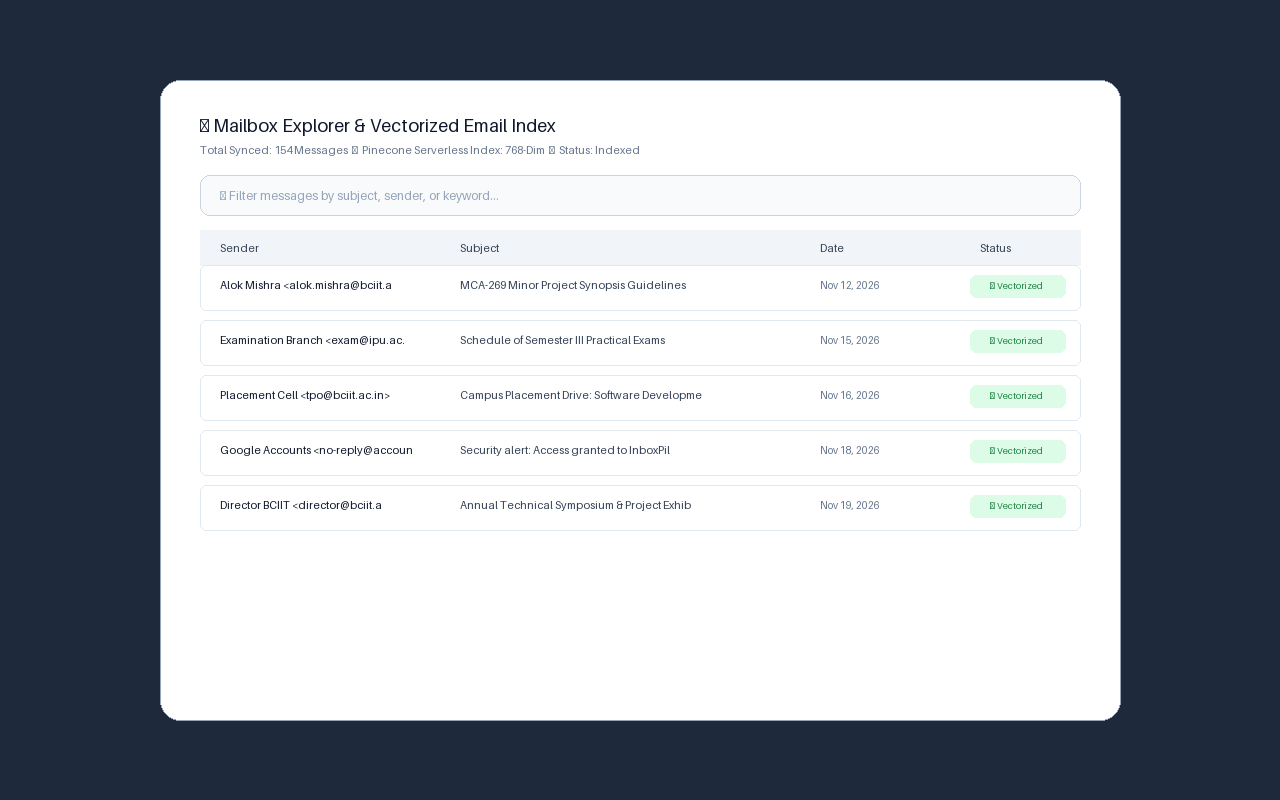 Mailbox Explorer & Vectorized Email Index
Total Synced: 154 Messages Pinecone Serverless Index: 768-Dim Status: Indexed
Filter messages by subject, sender, or keyword...
Sender Subject Date Status
Alok Mishra <alok.mishra@bciit.a MCA-269 Minor Project Synopsis Guidelines Nov 12, 2026 Vectorized
Examination Branch <exam@ipu.ac. Schedule of Semester III Practical Exams Nov 15, 2026 Vectorized
Placement Cell <tpo@bciit.ac.in> Campus Placement Drive: Software Developme Nov 16, 2026 Vectorized
Google Accounts <no-reply@accoun Security alert: Access granted to InboxPil Nov 18, 2026 Vectorized
Director BCIIT <director@bciit.a Annual Technical Symposium & Project Exhib Nov 19, 2026 Vectorized